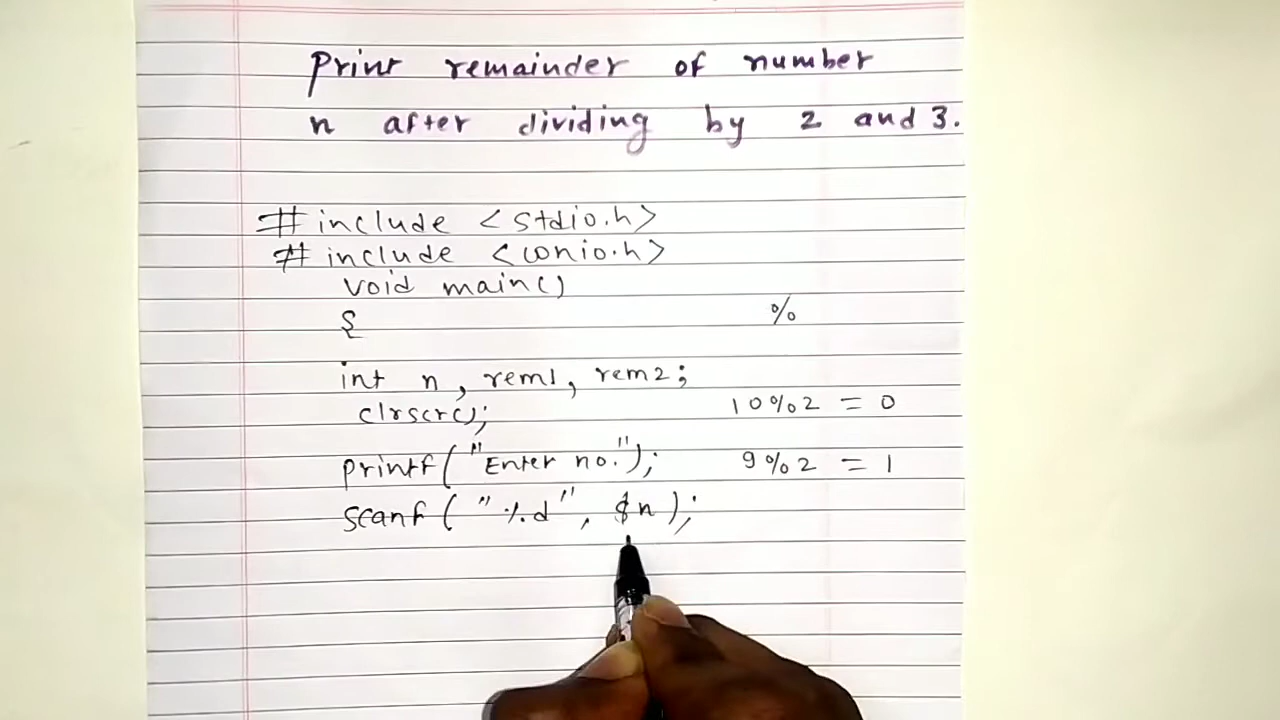 Print remainder of number
n after dividing by 2 and 3.
#include <stdio.h>
#include <conio.h>
void main()
{
%
int n, rem1, rem2;
clrscr();
10%2 = 0
printf("Enter no.");
9%2 = 1
scanf("%d", $n);